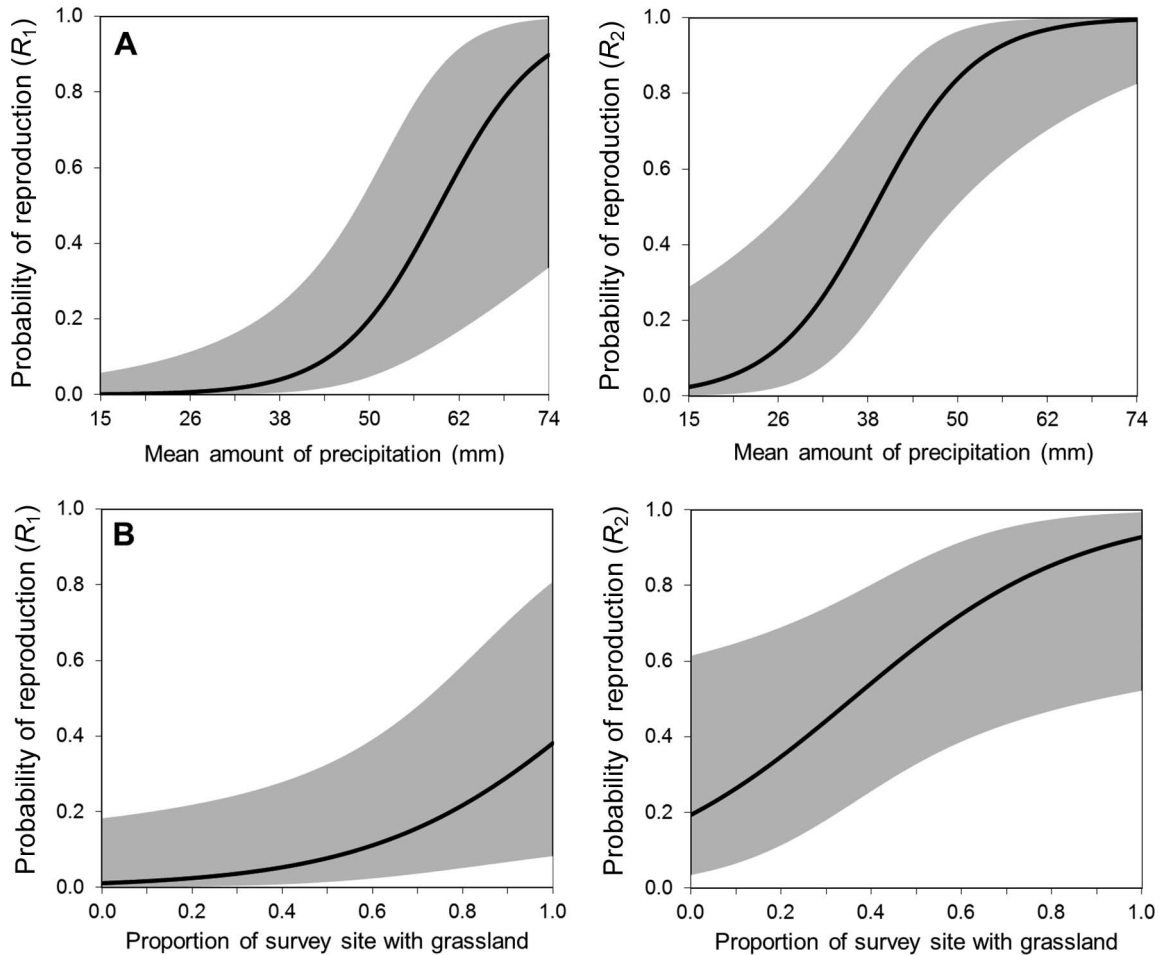 A
Probability of reproduction (R1)
1.0
0.8
0.6
0.4
0.2
0.0
15 26 38 50 62 74
Mean amount of precipitation (mm)
Probability of reproduction (R2)
1.0
0.8
0.6
0.4
0.2
0.0
15 26 38 50 62 74
Mean amount of precipitation (mm)
B
Probability of reproduction (R1)
1.0
0.8
0.6
0.4
0.2
0.0
0.0 0.2 0.4 0.6 0.8 1.0
Proportion of survey site with grassland
Probability of reproduction (R2)
1.0
0.8
0.6
0.4
0.2
0.0
0.0 0.2 0.4 0.6 0.8 1.0
Proportion of survey site with grassland